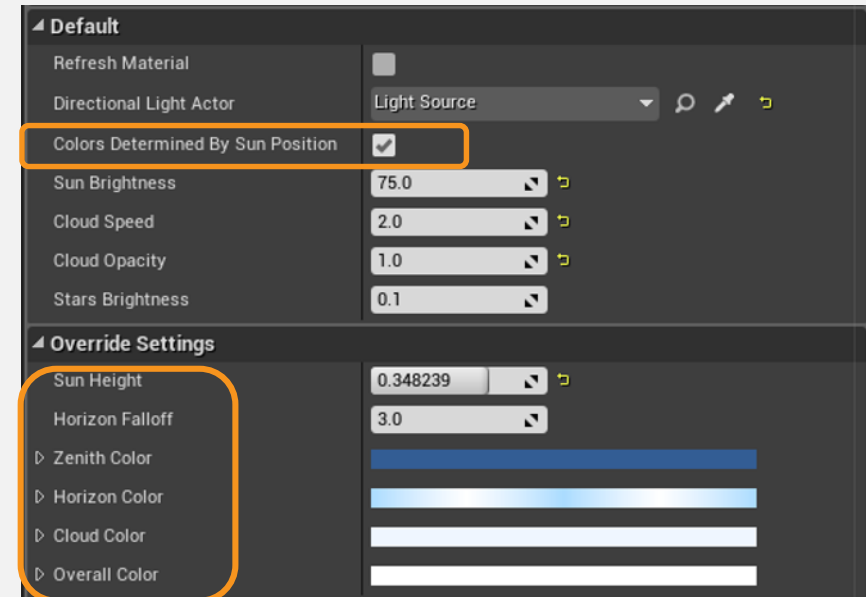 Default
Refresh Material
Directional Light Actor Light Source
Colors Determined By Sun Position
Sun Brightness 75.0
Cloud Speed 2.0
Cloud Opacity 1.0
Stars Brightness 0.1
Override Settings
Sun Height 0.348239
Horizon Falloff 3.0
Zenith Color
Horizon Color
Cloud Color
Overall Color